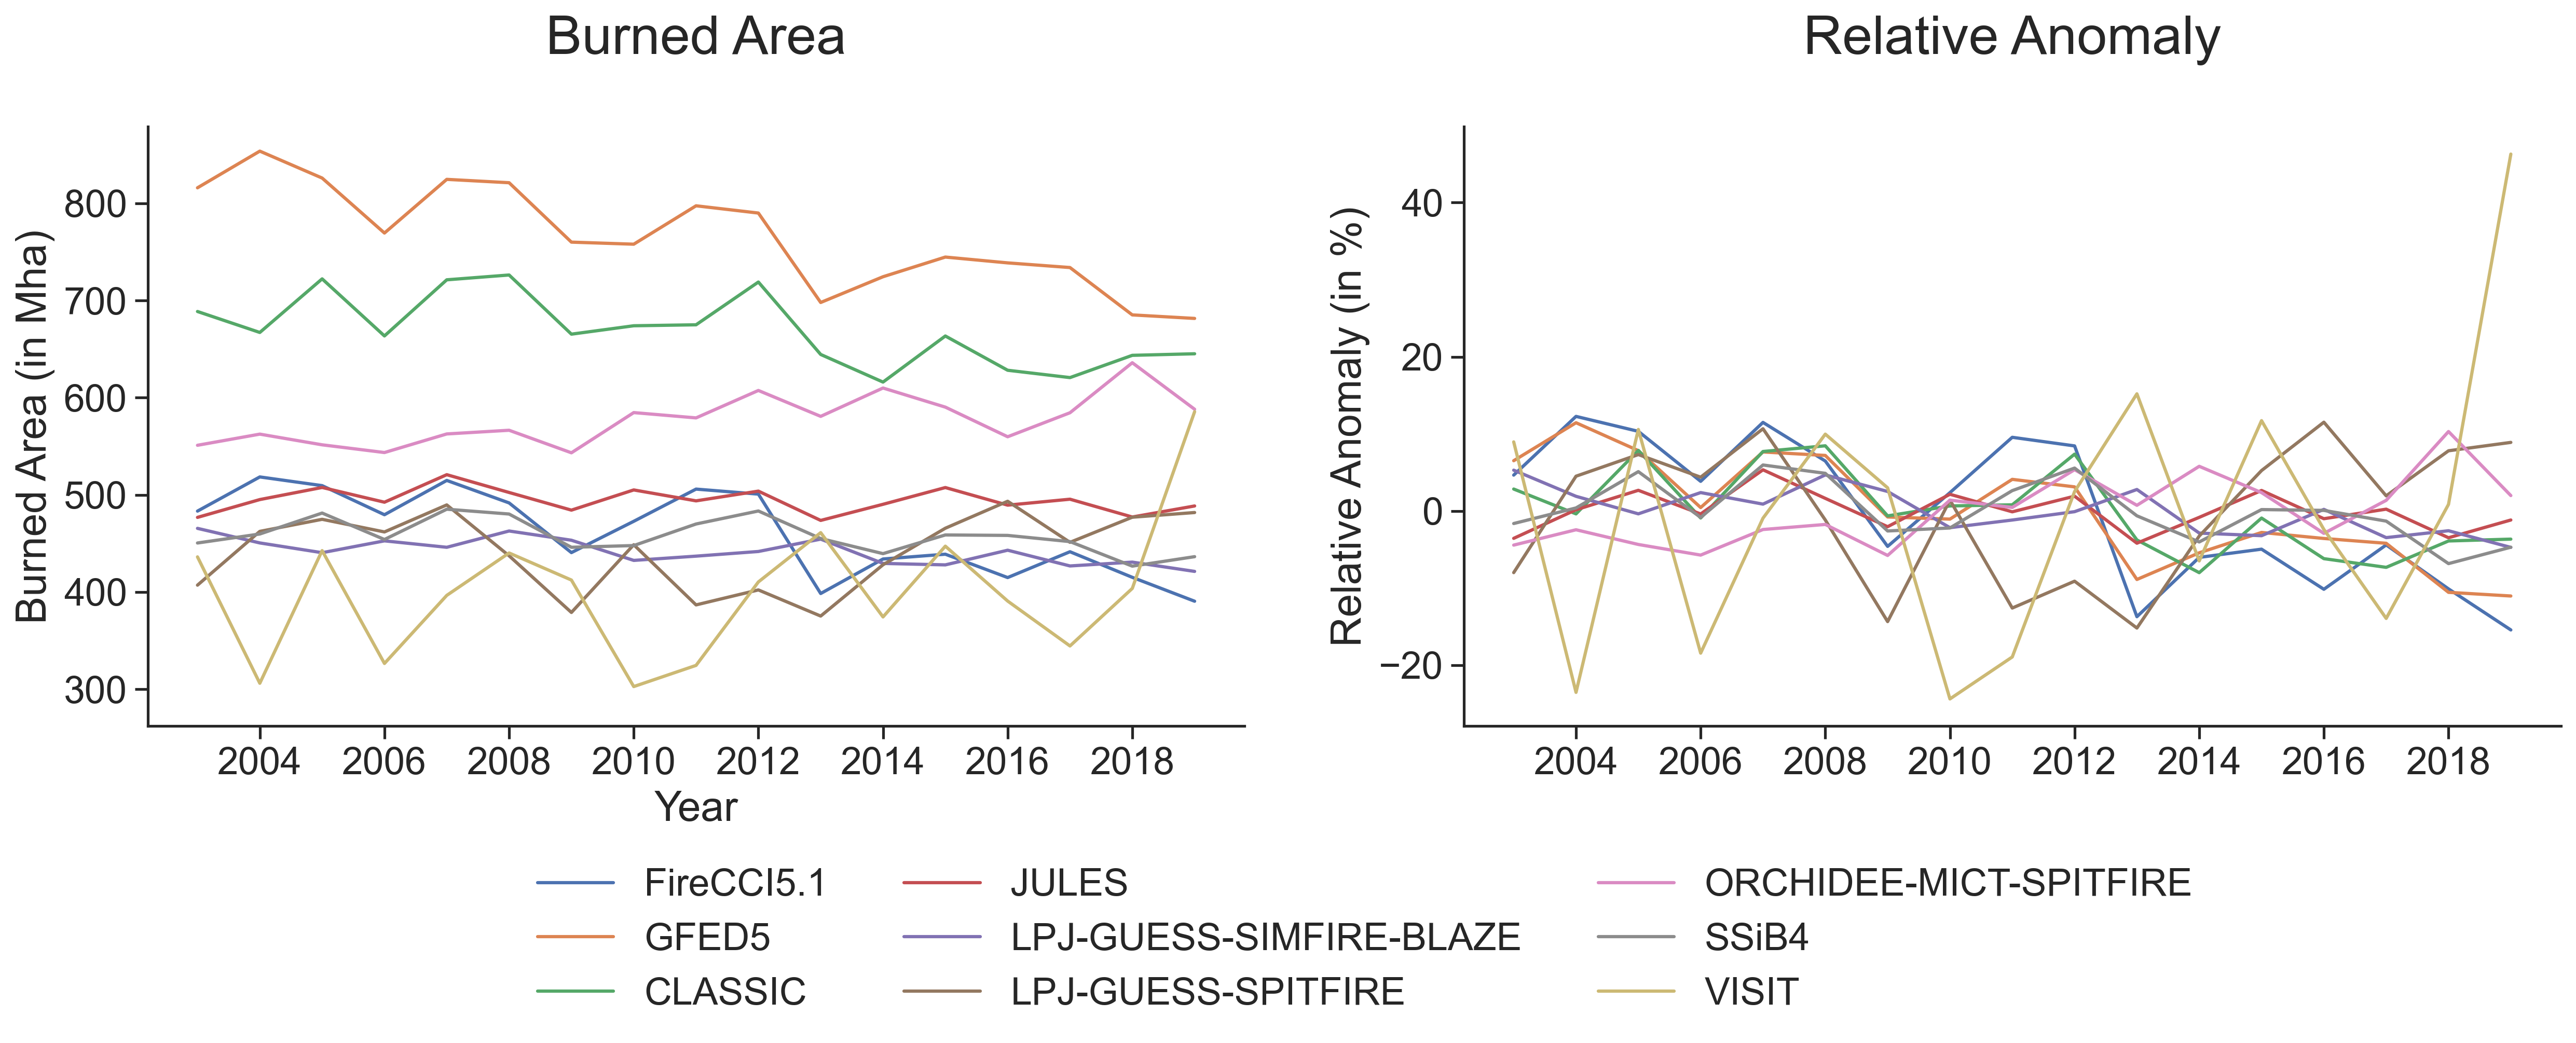 Burned Area
Relative Anomaly
Burned Area (in Mha)
800
700
600
500
400
300
2004 2006 2008 2010 2012 2014 2016 2018
Year
Relative Anomaly (in %)
40
20
0
−20
2004 2006 2008 2010 2012 2014 2016 2018
FireCCI5.1
GFED5
CLASSIC
JULES
LPJ-GUESS-SIMFIRE-BLAZE
LPJ-GUESS-SPITFIRE
ORCHIDEE-MICT-SPITFIRE
SSiB4
VISIT